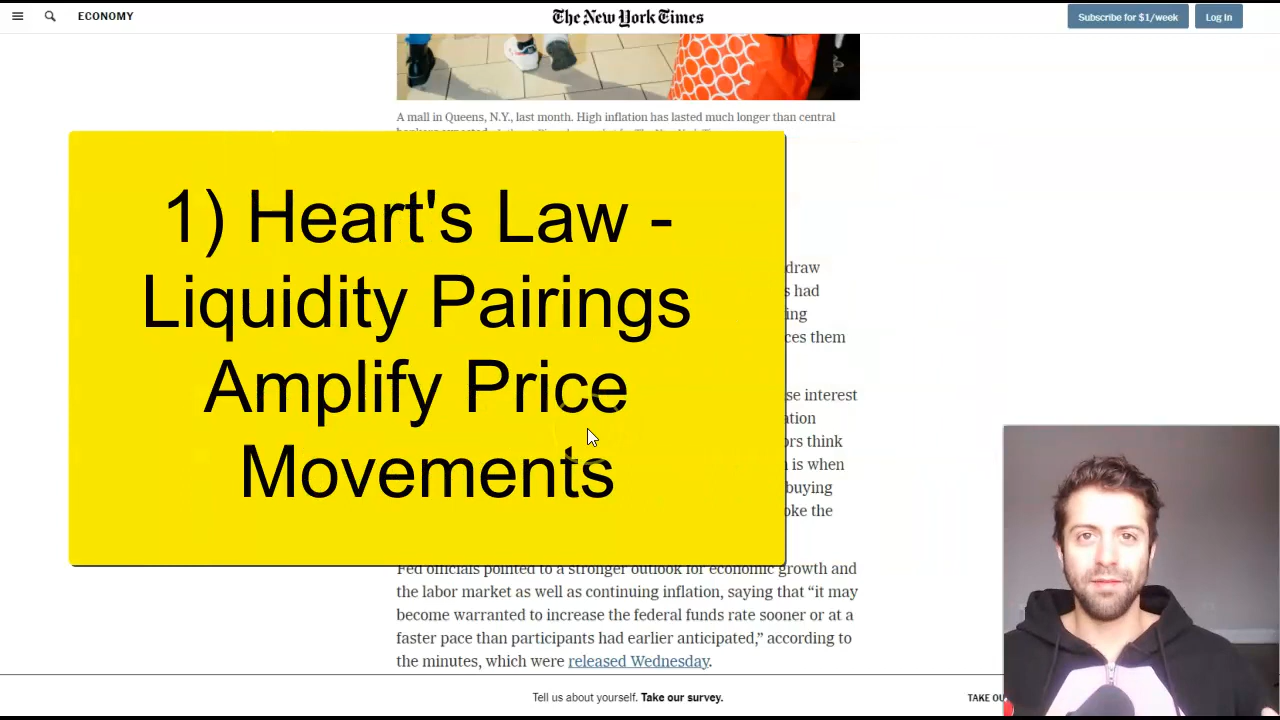 ECONOMY
The New York Times
Subscribe for $1/week
Log In
A mall in Queens, N.Y., last month. High inflation has lasted much longer than central
1) Heart's Law -
Liquidity Pairings
Amplify Price
Movements
draw
had
ing
ces them
se interest
ation
ors think
is when
buying
oke the
Fed officials pointed to a stronger outlook for economic growth and
the labor market as well as continuing inflation, saying that “it may
become warranted to increase the federal funds rate sooner or at a
faster pace than participants had earlier anticipated,” according to
the minutes, which were released Wednesday.
Tell us about yourself. Take our survey.
TAKE OU